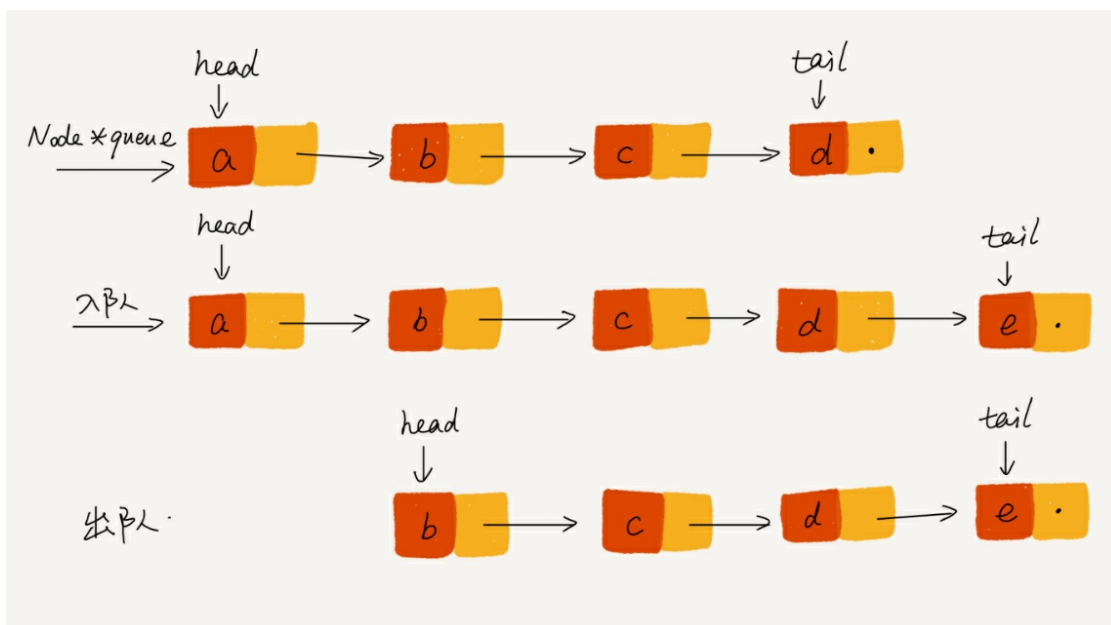 head tail
Node *queue
a b c d
head tail
入队
a b c d e
head tail
出队
b c d e